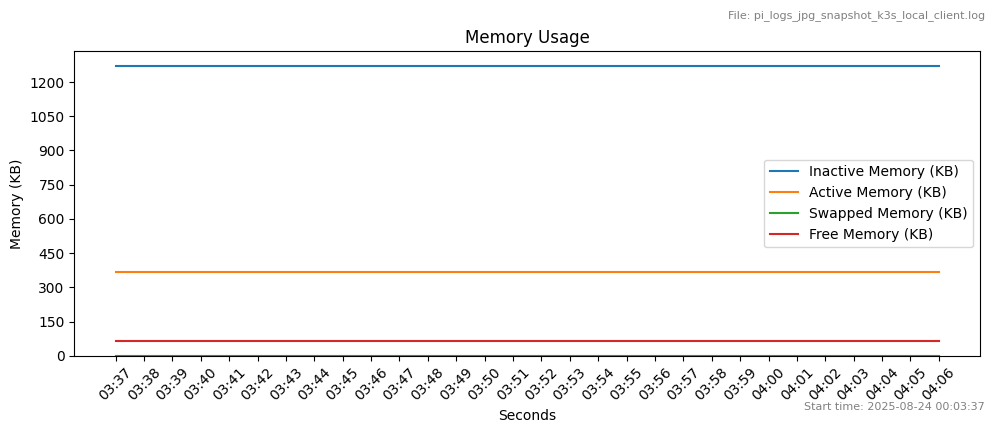 File: pi_logs_jpg_snapshot_k3s_local_client.log
Memory Usage
Memory (KB)
1200
1050
900
750
600
450
300
150
0
Inactive Memory (KB)
Active Memory (KB)
Swapped Memory (KB)
Free Memory (KB)
03:37 03:38 03:39 03:40 03:41 03:42 03:43 03:44 03:45 03:46 03:47 03:48 03:49 03:50 03:51 03:52 03:53 03:54 03:55 03:56 03:57 03:58 03:59 04:00 04:01 04:02 04:03 04:04 04:05 04:06
Seconds
Start time: 2025-08-24 00:03:37